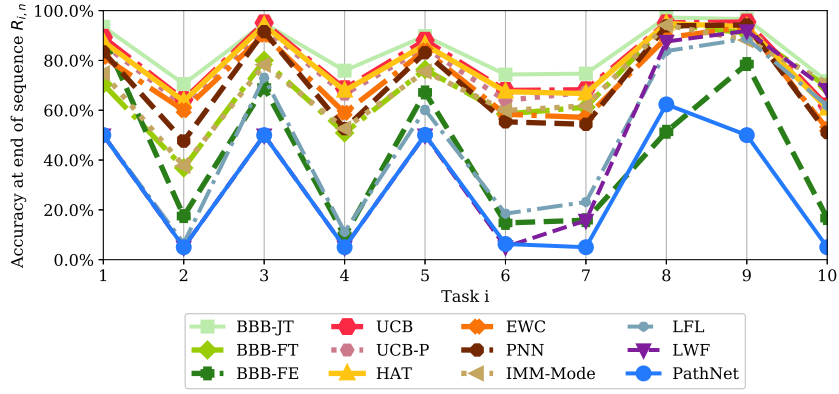 Accuracy at end of sequence R_{i,n}
100.0%
80.0%
60.0%
40.0%
20.0%
0.0%
1 2 3 4 5 6 7 8 9 10
Task i
BBB-JT UCB EWC LFL
BBB-FT UCB-P PNN LWF
BBB-FE HAT IMM-Mode PathNet